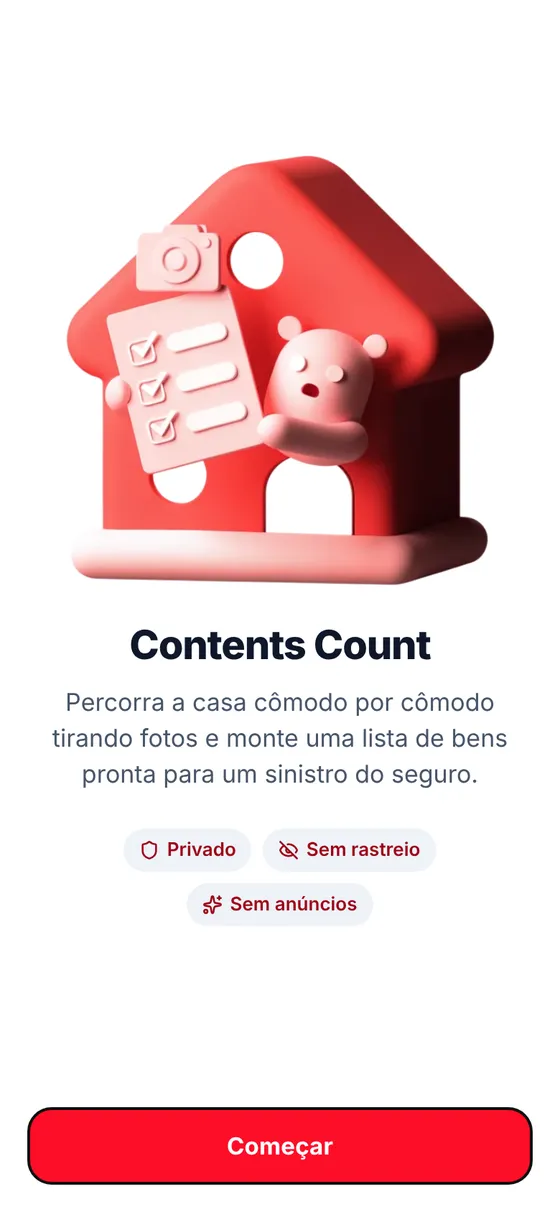 Contents Count
Percorra a casa cômodo por cômodo
tirando fotos e monte uma lista de bens
pronta para um sinistro do seguro.
Privado
Sem rastreio
Sem anúncios
Começar